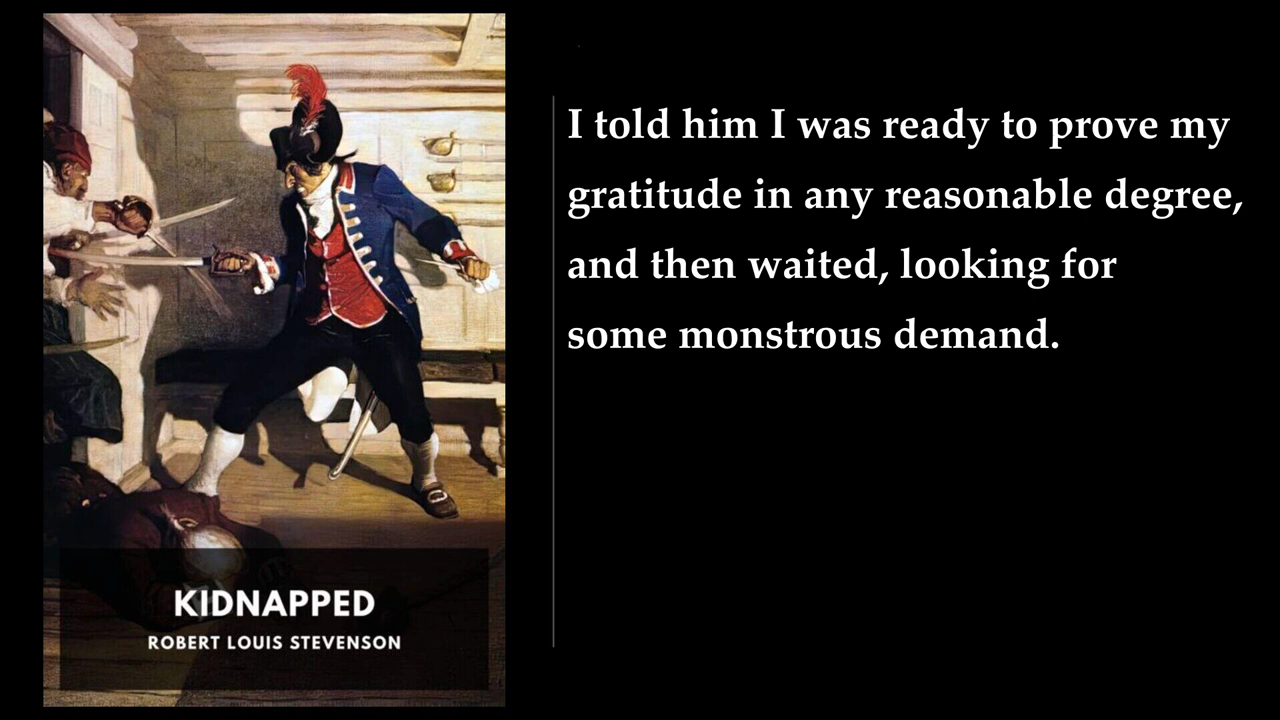 KIDNAPPED
ROBERT LOUIS STEVENSON
I told him I was ready to prove my
gratitude in any reasonable degree,
and then waited, looking for
some monstrous demand.